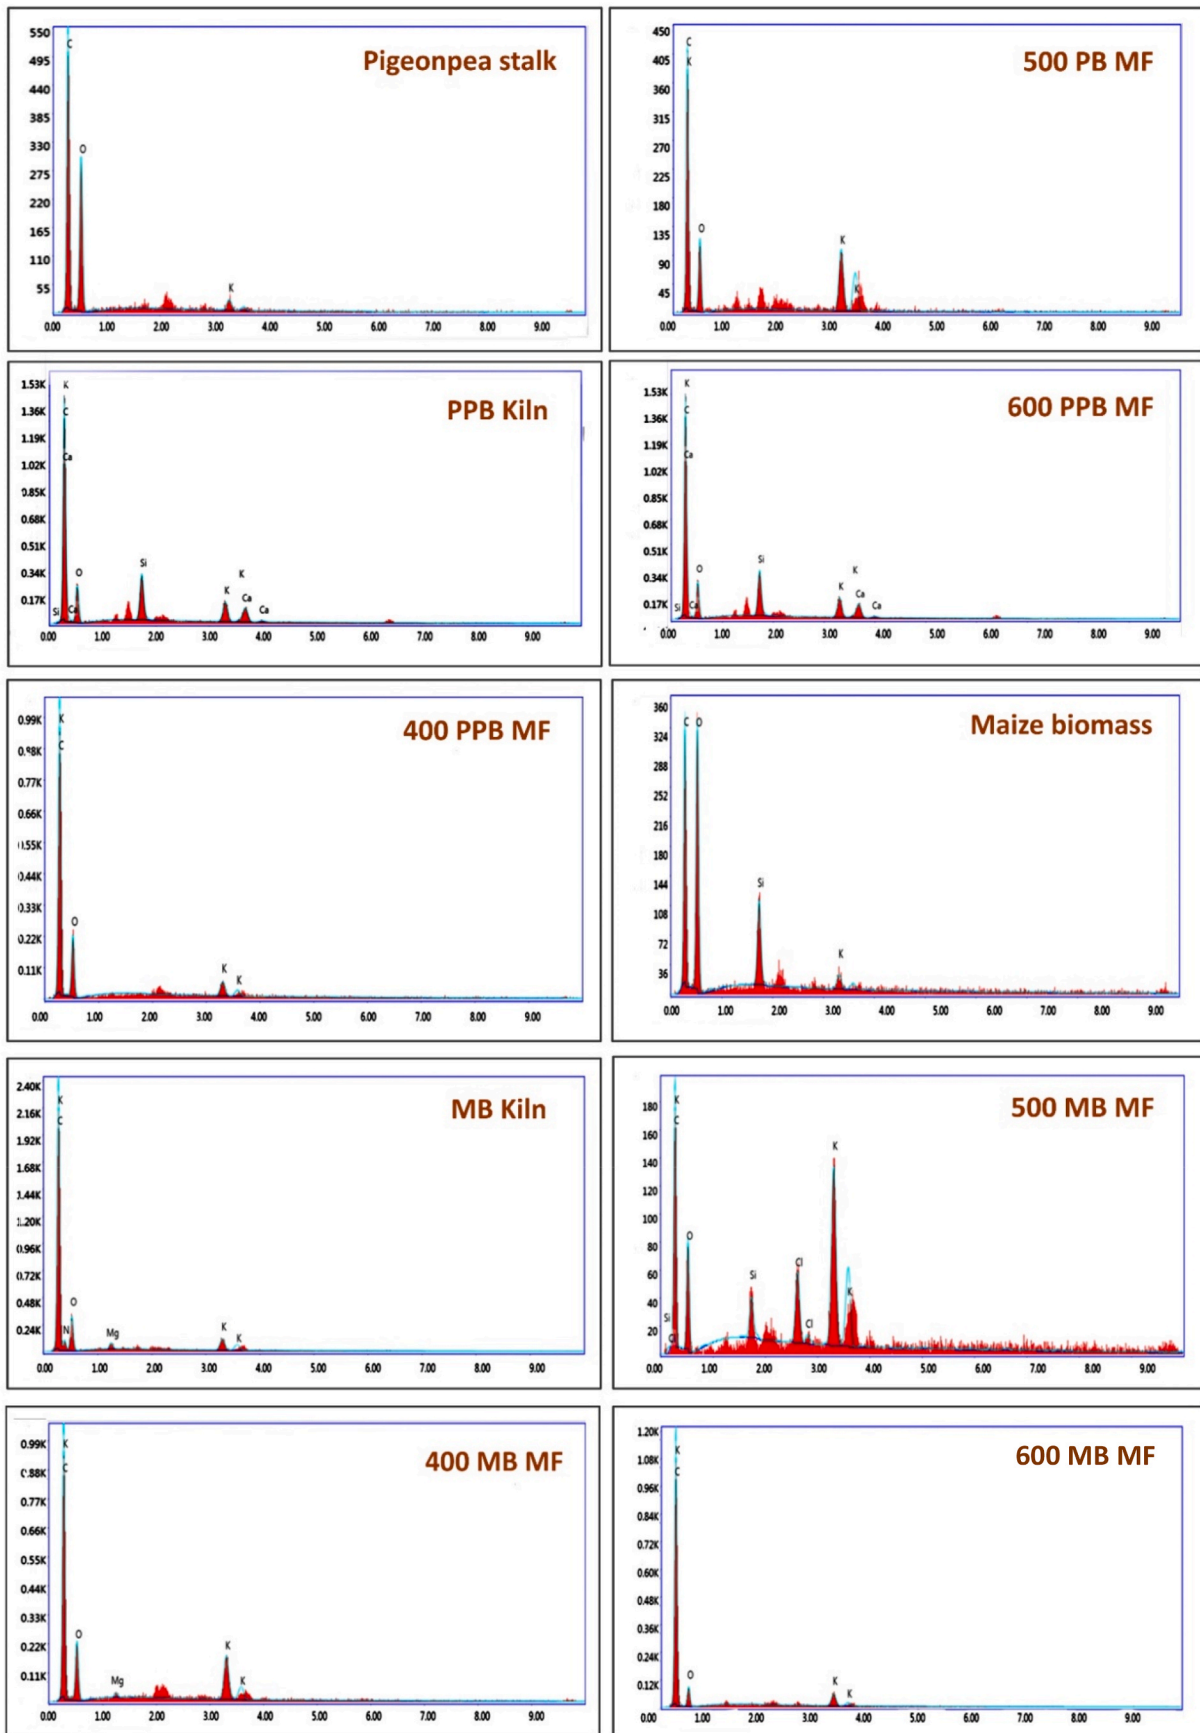 Pigeonpea stalk
550
495
440
385
330
275
220
165
110
55
C
O
K
0.00 1.00 2.00 3.00 4.00 5.00 6.00 7.00 8.00 9.00
500 PB MF
450
405
360
315
270
225
180
135
90
45
C
K
O
K
K
0.00 1.00 2.00 3.00 4.00 5.00 6.00 7.00 8.00 9.00
PPB Kiln
1.53K
1.36K
1.19K
1.02K
0.85K
0.68K
0.51K
0.34K
0.17K
K
C
Ca
O
Si
Ca
Si
K
K
Ca
Ca
0.00 1.00 2.00 3.00 4.00 5.00 6.00 7.00 8.00 9.00
600 PPB MF
1.53K
1.36K
1.19K
1.02K
0.85K
0.68K
0.51K
0.34K
0.17K
K
C
Ca
O
Si
Ca
Si
K
K
Ca
Ca
0.00 1.00 2.00 3.00 4.00 5.00 6.00 7.00 8.00 9.00
400 PPB MF
0.99K
0.77K
0.66K
0.44K
0.33K
0.22K
0.11K
K
C
O
K
K
0.00 1.00 2.00 3.00 4.00 5.00 6.00 7.00 8.00 9.00
Maize biomass
360
324
288
252
216
180
144
108
72
36
C O
Si
K
0.00 1.00 2.00 3.00 4.00 5.00 6.00 7.00 8.00 9.00
MB Kiln
2.40K
2.16K
1.92K
1.68K
1.44K
1.20K
0.96K
0.72K
0.48K
0.24K
K
C
O
N
Mg
K
K
0.00 1.00 2.00 3.00 4.00 5.00 6.00 7.00 8.00 9.00
500 MB MF
180
160
140
120
100
80
60
40
20
K
C
O
Si
Cl
Si
Cl
Cl
K
K
0.00 1.00 2.00 3.00 4.00 5.00 6.00 7.00 8.00 9.00
400 MB MF
0.99K
0.77K
0.66K
0.55K
0.44K
0.33K
0.22K
0.11K
K
C
O
Mg
K
K
0.00 1.00 2.00 3.00 4.00 5.00 6.00 7.00 8.00 9.00
600 MB MF
1.20K
1.08K
0.96K
0.84K
0.72K
0.60K
0.48K
0.36K
0.24K
0.12K
K
C
O
K
K
0.00 1.00 2.00 3.00 4.00 5.00 6.00 7.00 8.00 9.00